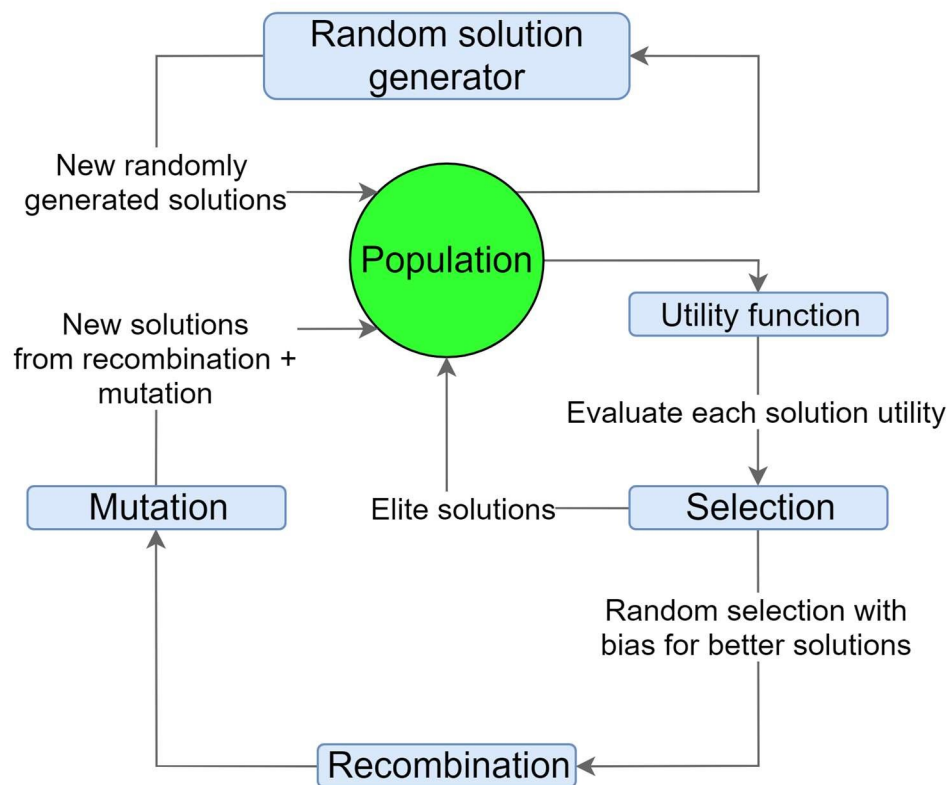 Random solution
generator
New randomly
generated solutions
Population
Utility function
New solutions
from recombination +
mutation
Evaluate each solution utility
Mutation
Elite solutions
Selection
Random selection with
bias for better solutions
Recombination